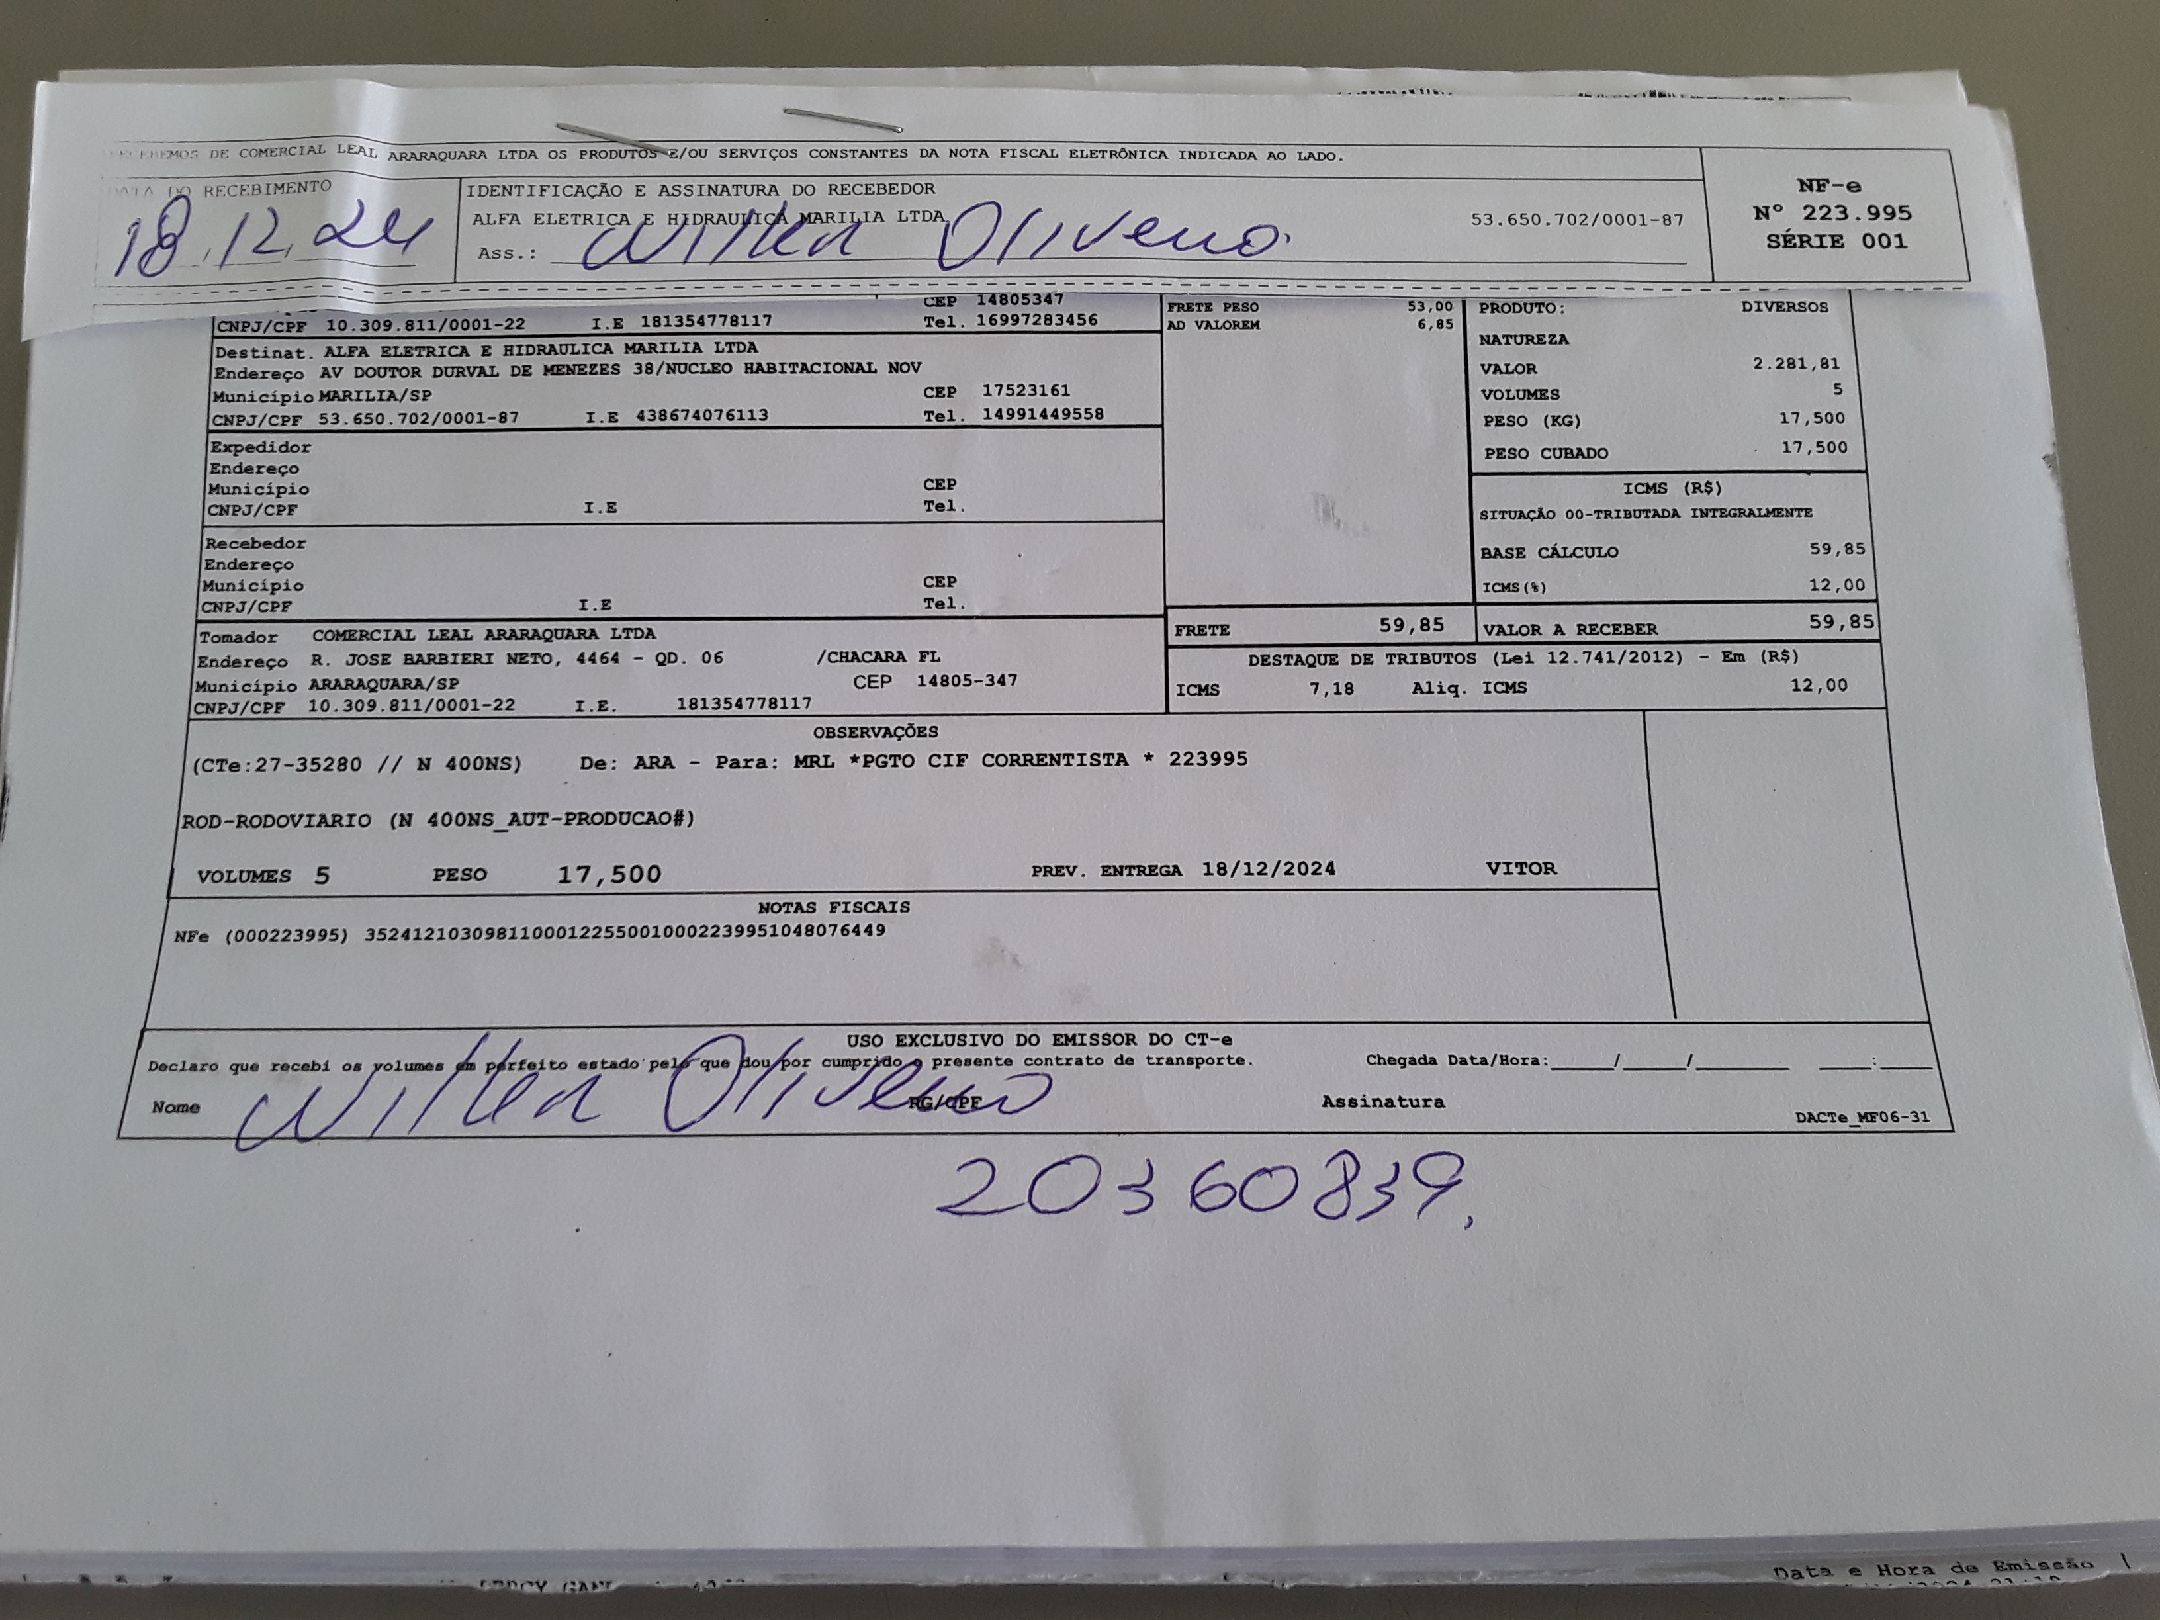 RECEBEMOS DE COMERCIAL LEAL ARARAQUARA LTDA OS PRODUTOS E/OU SERVIÇOS CONSTANTES DA NOTA FISCAL ELETRÔNICA INDICADA AO LADO.
DATA DO RECEBIMENTO
18.12.24
IDENTIFICAÇÃO E ASSINATURA DO RECEBEDOR
ALFA ELETRICA E HIDRAULICA MARILIA LTDA 53.650.702/0001-87
Ass.:
NF-e
Nº 223.995
SÉRIE 001
CEP 14805347
CNPJ/CPF 10.309.811/0001-22 I.E 181354778117 Tel. 16997283456
Destinat. ALFA ELETRICA E HIDRAULICA MARILIA LTDA
Endereço AV DOUTOR DURVAL DE MENEZES 38/NUCLEO HABITACIONAL NOV
Município MARILIA/SP CEP 17523161
CNPJ/CPF 53.650.702/0001-87 I.E 438674076113 Tel. 14991449558
Expedidor
Endereço
Município CEP
CNPJ/CPF I.E Tel.
Recebedor
Endereço
Município CEP
CNPJ/CPF I.E Tel.
Tomador COMERCIAL LEAL ARARAQUARA LTDA
Endereço R. JOSE BARBIERI NETO, 4464 - QD. 06 /CHACARA FL
Município ARARAQUARA/SP CEP 14805-347
CNPJ/CPF 10.309.811/0001-22 I.E. 181354778117
FRETE PESO 53,00
AD VALOREM 6,85
PRODUTO: DIVERSOS
NATUREZA
VALOR 2.281,81
VOLUMES 5
PESO (KG) 17,500
PESO CUBADO 17,500
ICMS (R$)
SITUAÇÃO 00-TRIBUTADA INTEGRALMENTE
BASE CÁLCULO 59,85
ICMS(%) 12,00
FRETE 59,85 VALOR A RECEBER 59,85
DESTAQUE DE TRIBUTOS (Lei 12.741/2012) - Em (R$)
ICMS 7,18 Aliq. ICMS 12,00
OBSERVAÇÕES
(CTe:27-35280 // N 400NS) De: ARA - Para: MRL *PGTO CIF CORRENTISTA * 223995
ROD-RODOVIARIO (N 400NS_AUT-PRODUCAO#)
VOLUMES 5 PESO 17,500 PREV. ENTREGA 18/12/2024 VITOR
NOTAS FISCAIS
NFe (000223995) 35241210309811000122550010002239951048076449
USO EXCLUSIVO DO EMISSOR DO CT-e
Declaro que recebi os volumes em perfeito estado pelo que dou por cumprido o presente contrato de transporte. Chegada Data/Hora:____/____/____ ____:____
Nome RG/CPF Assinatura
DACTe_MF06-31
20360839.
Data e Hora de Emissão